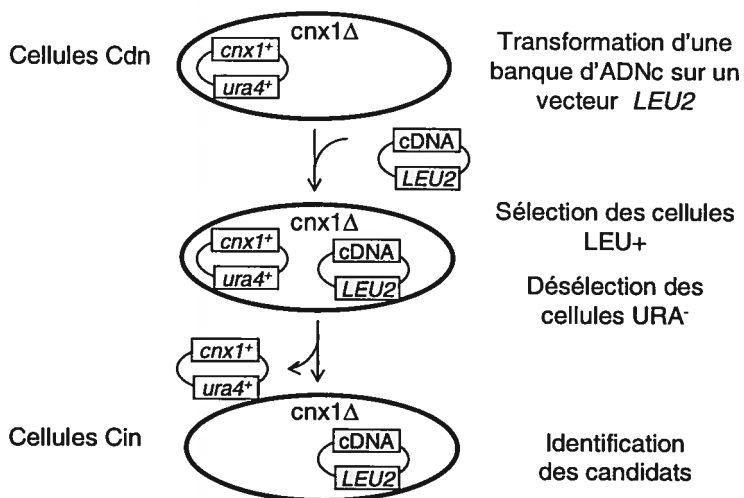 cnx1Δ
Cellules Cdn
cnx1⁺
ura4⁺
Transformation d'une
banque d'ADNc sur un
vecteur LEU2
cDNA
LEU2
cnx1Δ
cnx1⁺
ura4⁺
cDNA
LEU2
Sélection des cellules
LEU+
Désélection des
cellules URA⁻
cnx1⁺
ura4⁺
cnx1Δ
Cellules Cin
cDNA
LEU2
Identification
des candidats